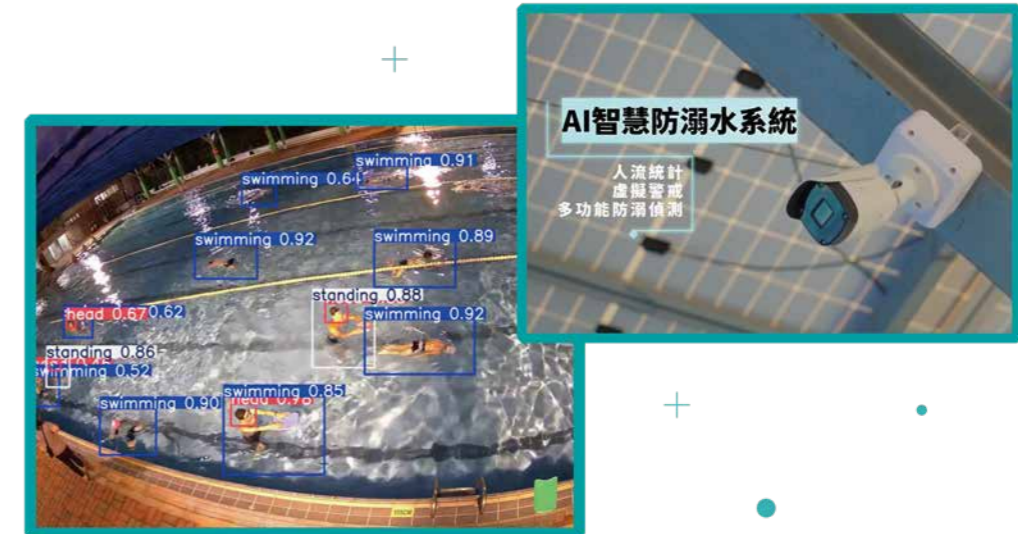 AI智慧防溺水系統
人流統計
虛擬警戒
多功能防溺偵測
swimming 0.91
swimming 0.64
swimming 0.92
swimming 0.89
standing 0.88
head 0.67
0.62
swimming 0.92
standing 0.86
swimming 0.52
swimming 0.85
swimming 0.90